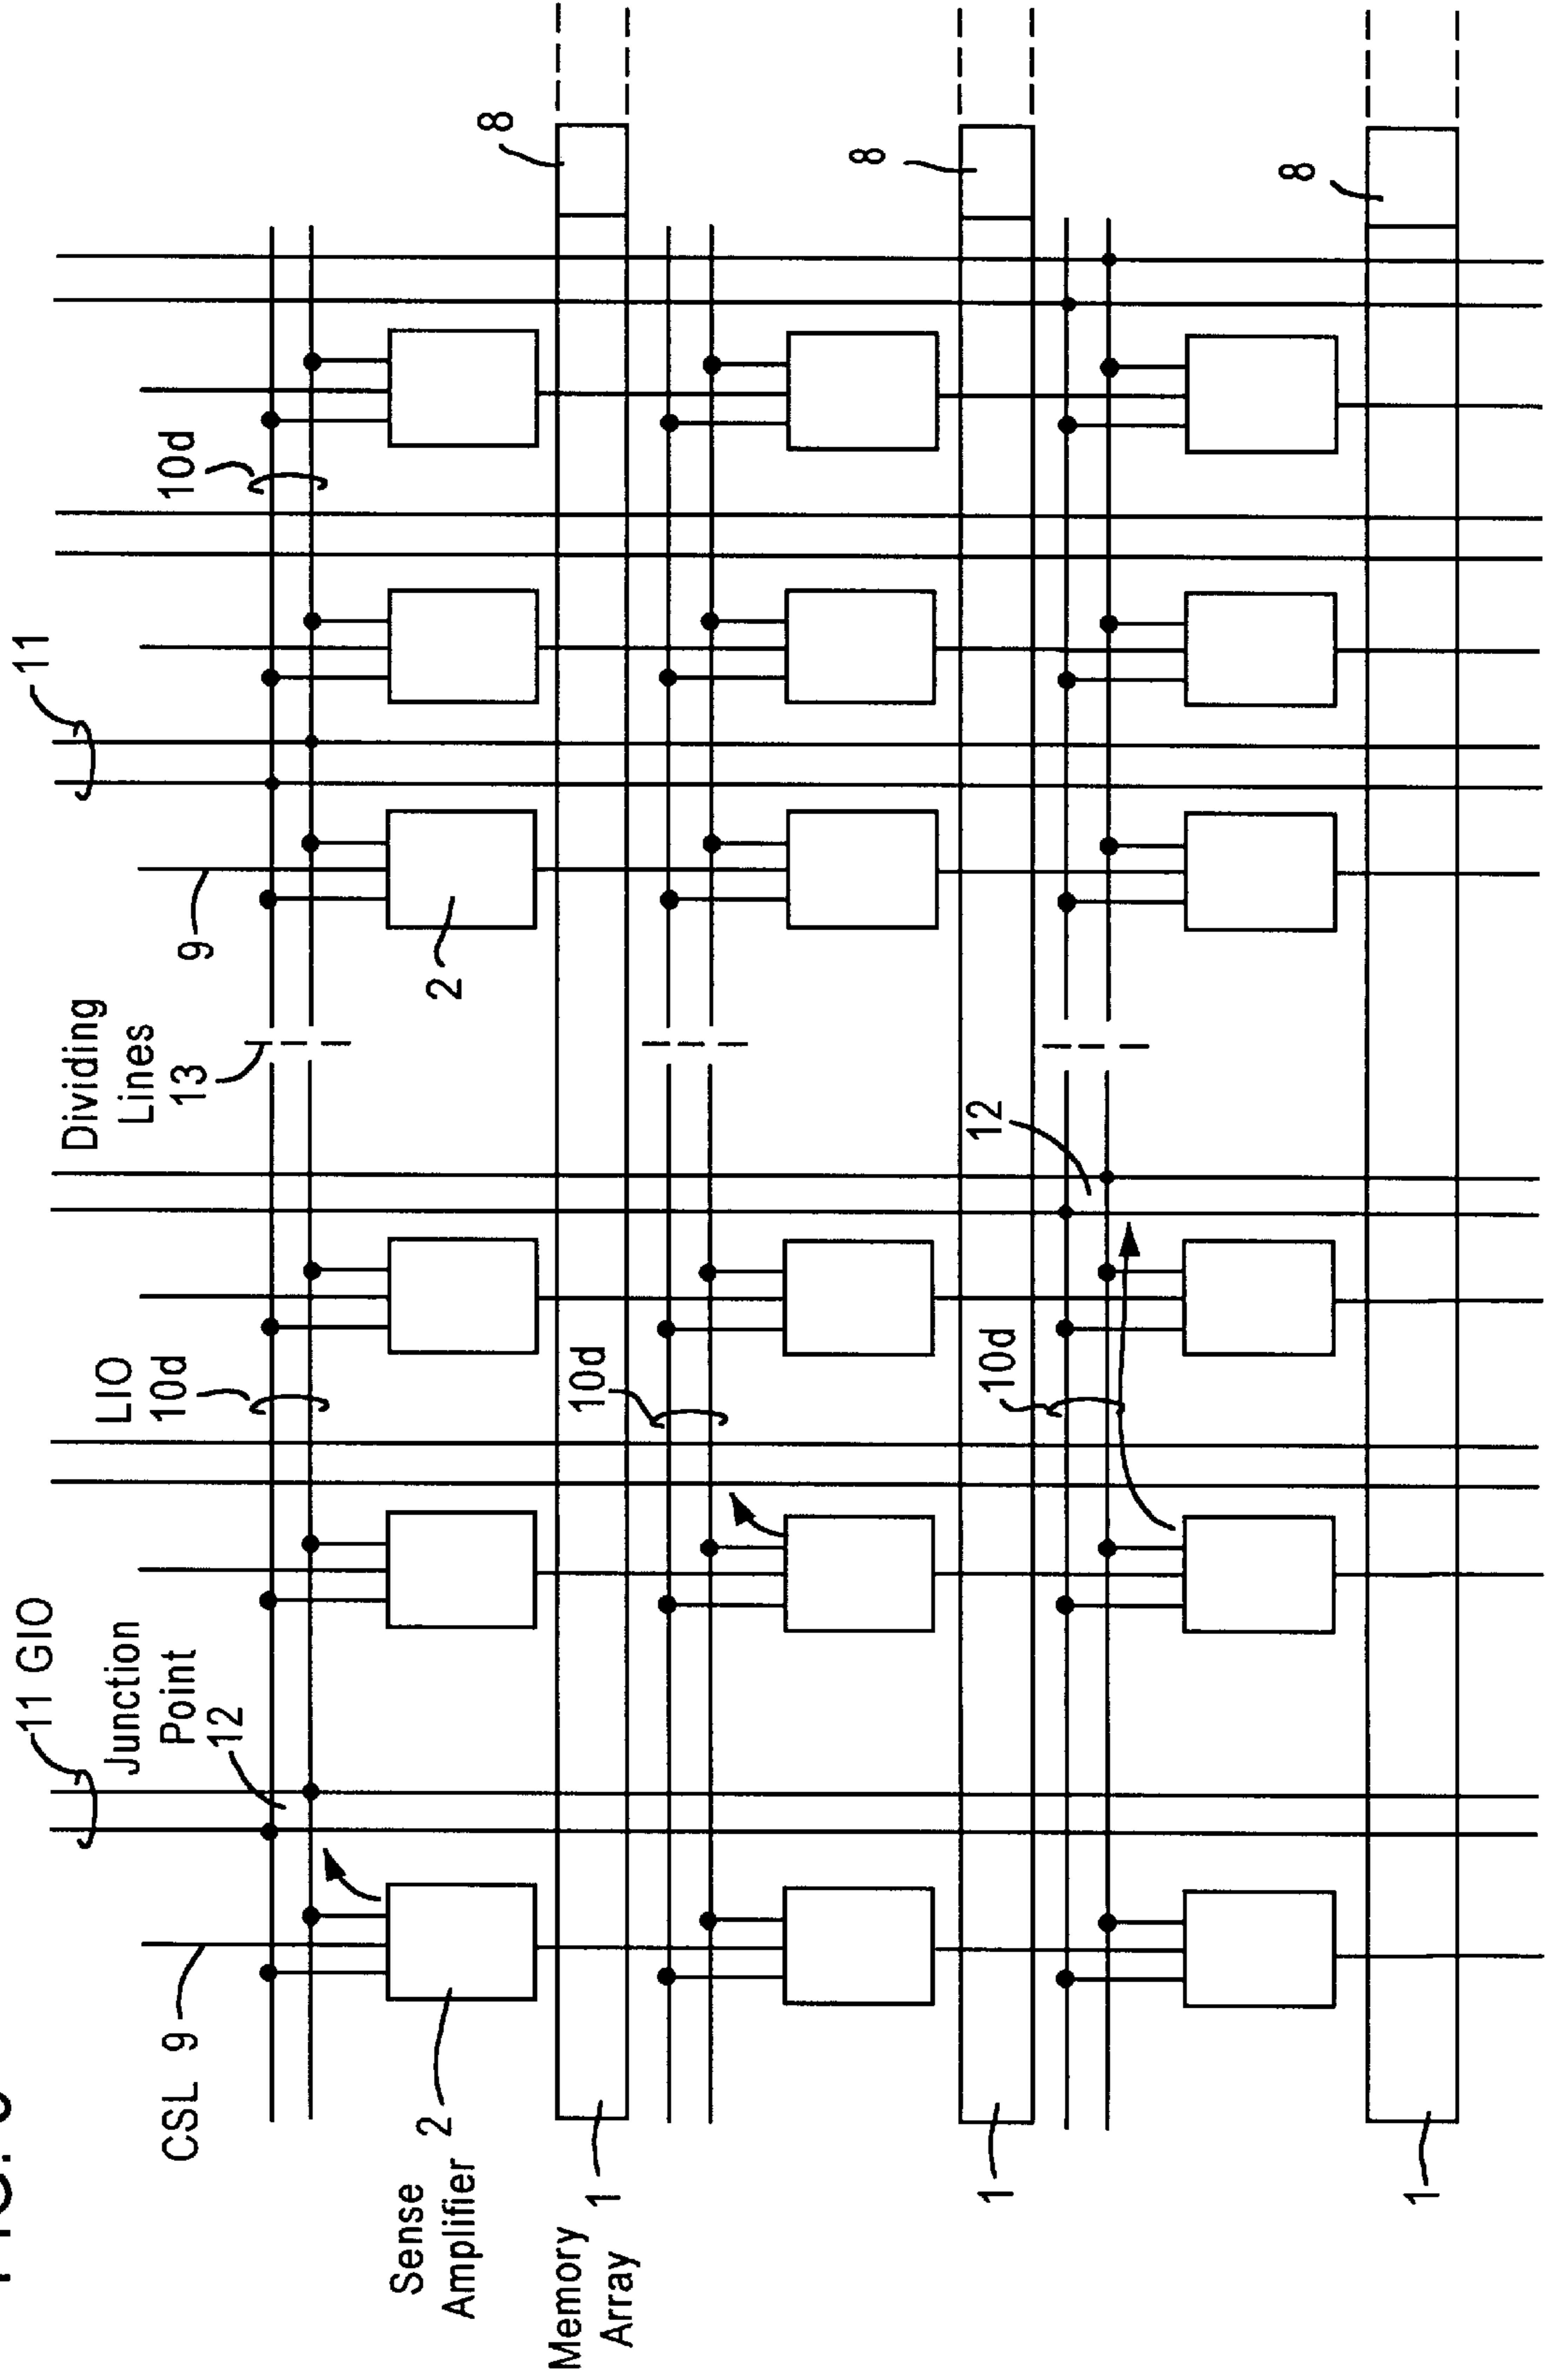 FIG.
11 GIO
11
Junction
Point
12
Dividing
Lines
13
CSL 9
LIO
10d
9
10d
Sense
Amplifier 2
2
8
Memory
Array
1
10d
8
1
10d
12
8
1